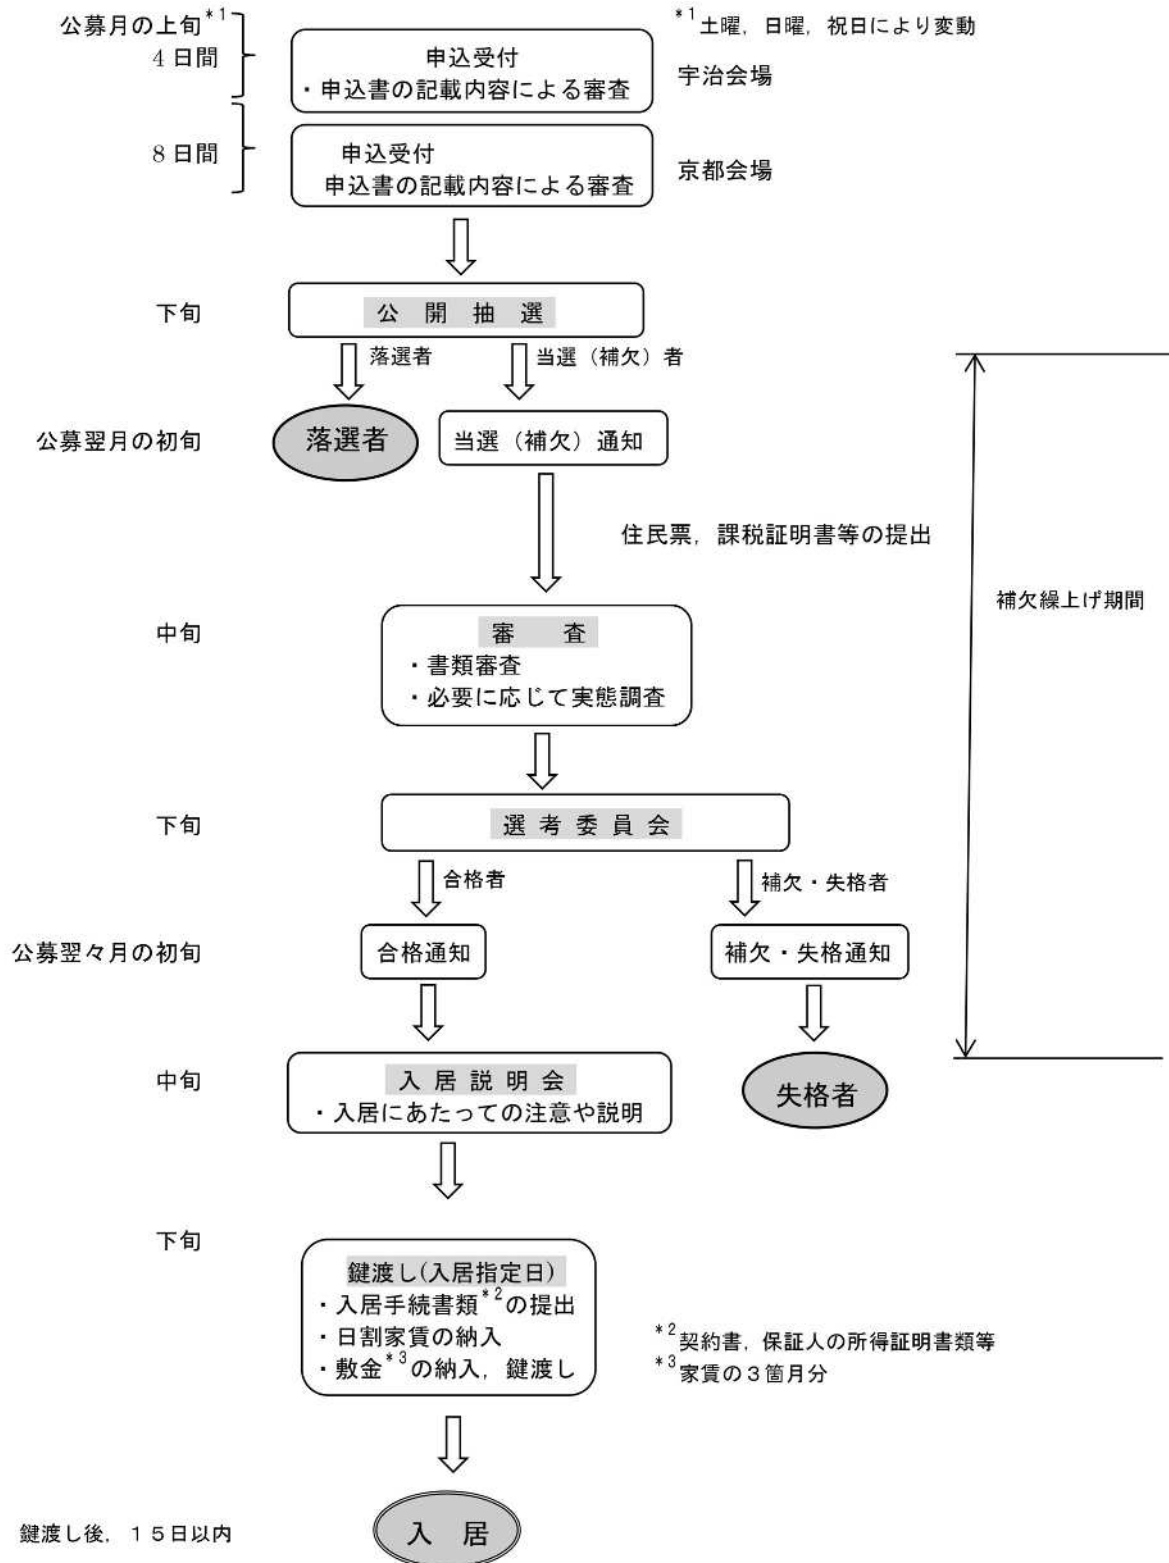 公募月の上旬*1
*1土曜，日曜，祝日により変動
4日間
申込受付
・申込書の記載内容による審査
宇治会場
8日間
申込受付
申込書の記載内容による審査
京都会場
下旬
公開抽選
落選者
当選（補欠）者
公募翌月の初旬
落選者
当選（補欠）通知
住民票，課税証明書等の提出
補欠繰上げ期間
中旬
審査
・書類審査
・必要に応じて実態調査
下旬
選考委員会
合格者
補欠・失格者
公募翌々月の初旬
合格通知
補欠・失格通知
中旬
入居説明会
・入居にあたっての注意や説明
失格者
下旬
鍵渡し(入居指定日)
・入居手続書類*2の提出
・日割家賃の納入
・敷金*3の納入，鍵渡し
*2契約書，保証人の所得証明書類等
*3家賃の３箇月分
鍵渡し後，１５日以内
入居